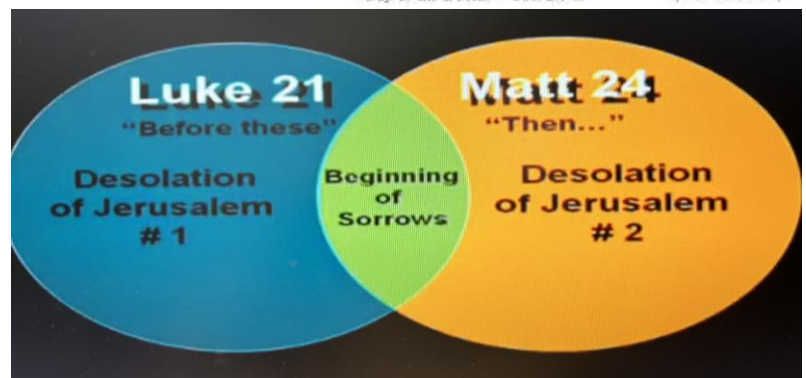 Luke 21
"Before these"
Desolation
of Jerusalem
# 1
Beginning
of
Sorrows
Matt 24
"Then..."
Desolation
of Jerusalem
# 2